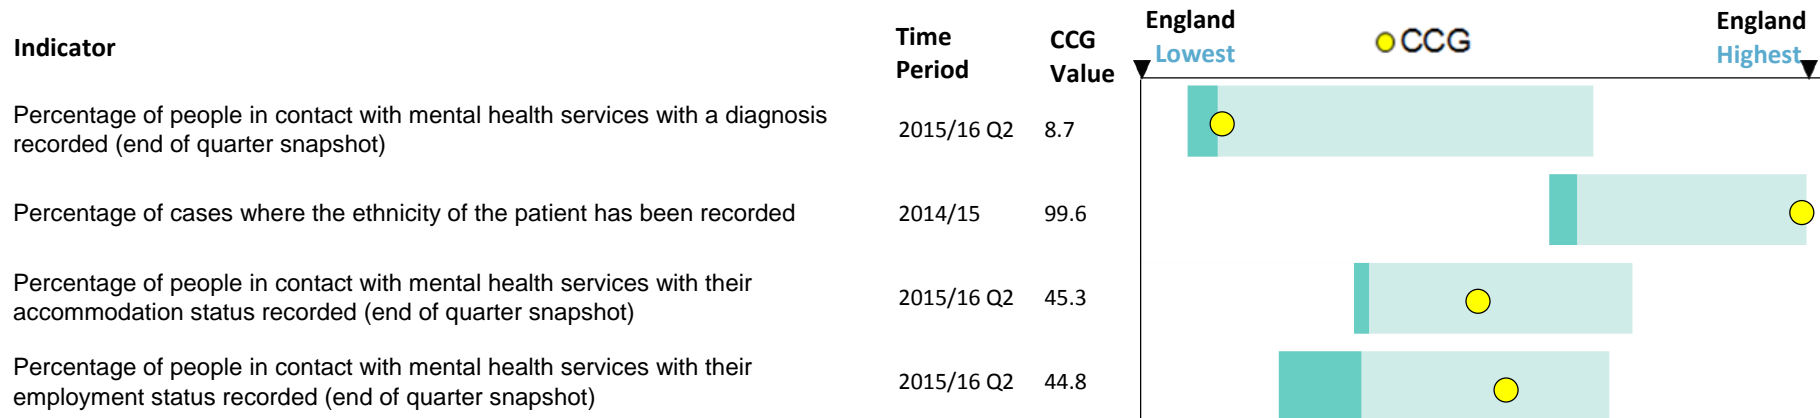 Indicator
Time
Period
CCG
Value
England
Lowest
CCG
England
Highest
Percentage of people in contact with mental health services with a diagnosis
recorded (end of quarter snapshot)
2015/16 Q2
8.7
Percentage of cases where the ethnicity of the patient has been recorded
2014/15
99.6
Percentage of people in contact with mental health services with their
accommodation status recorded (end of quarter snapshot)
2015/16 Q2
45.3
Percentage of people in contact with mental health services with their
employment status recorded (end of quarter snapshot)
2015/16 Q2
44.8